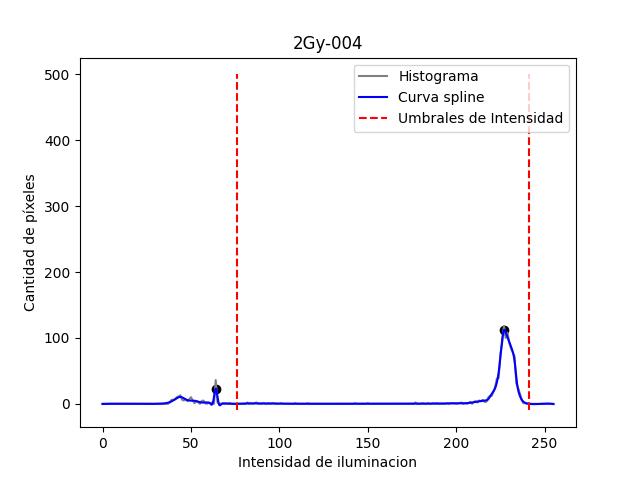 2Gy-004
Histograma
Curva spline
Umbrales de Intensidad
Cantidad de píxeles
500
400
300
200
100
0
0 50 100 150 200 250
Intensidad de iluminacion